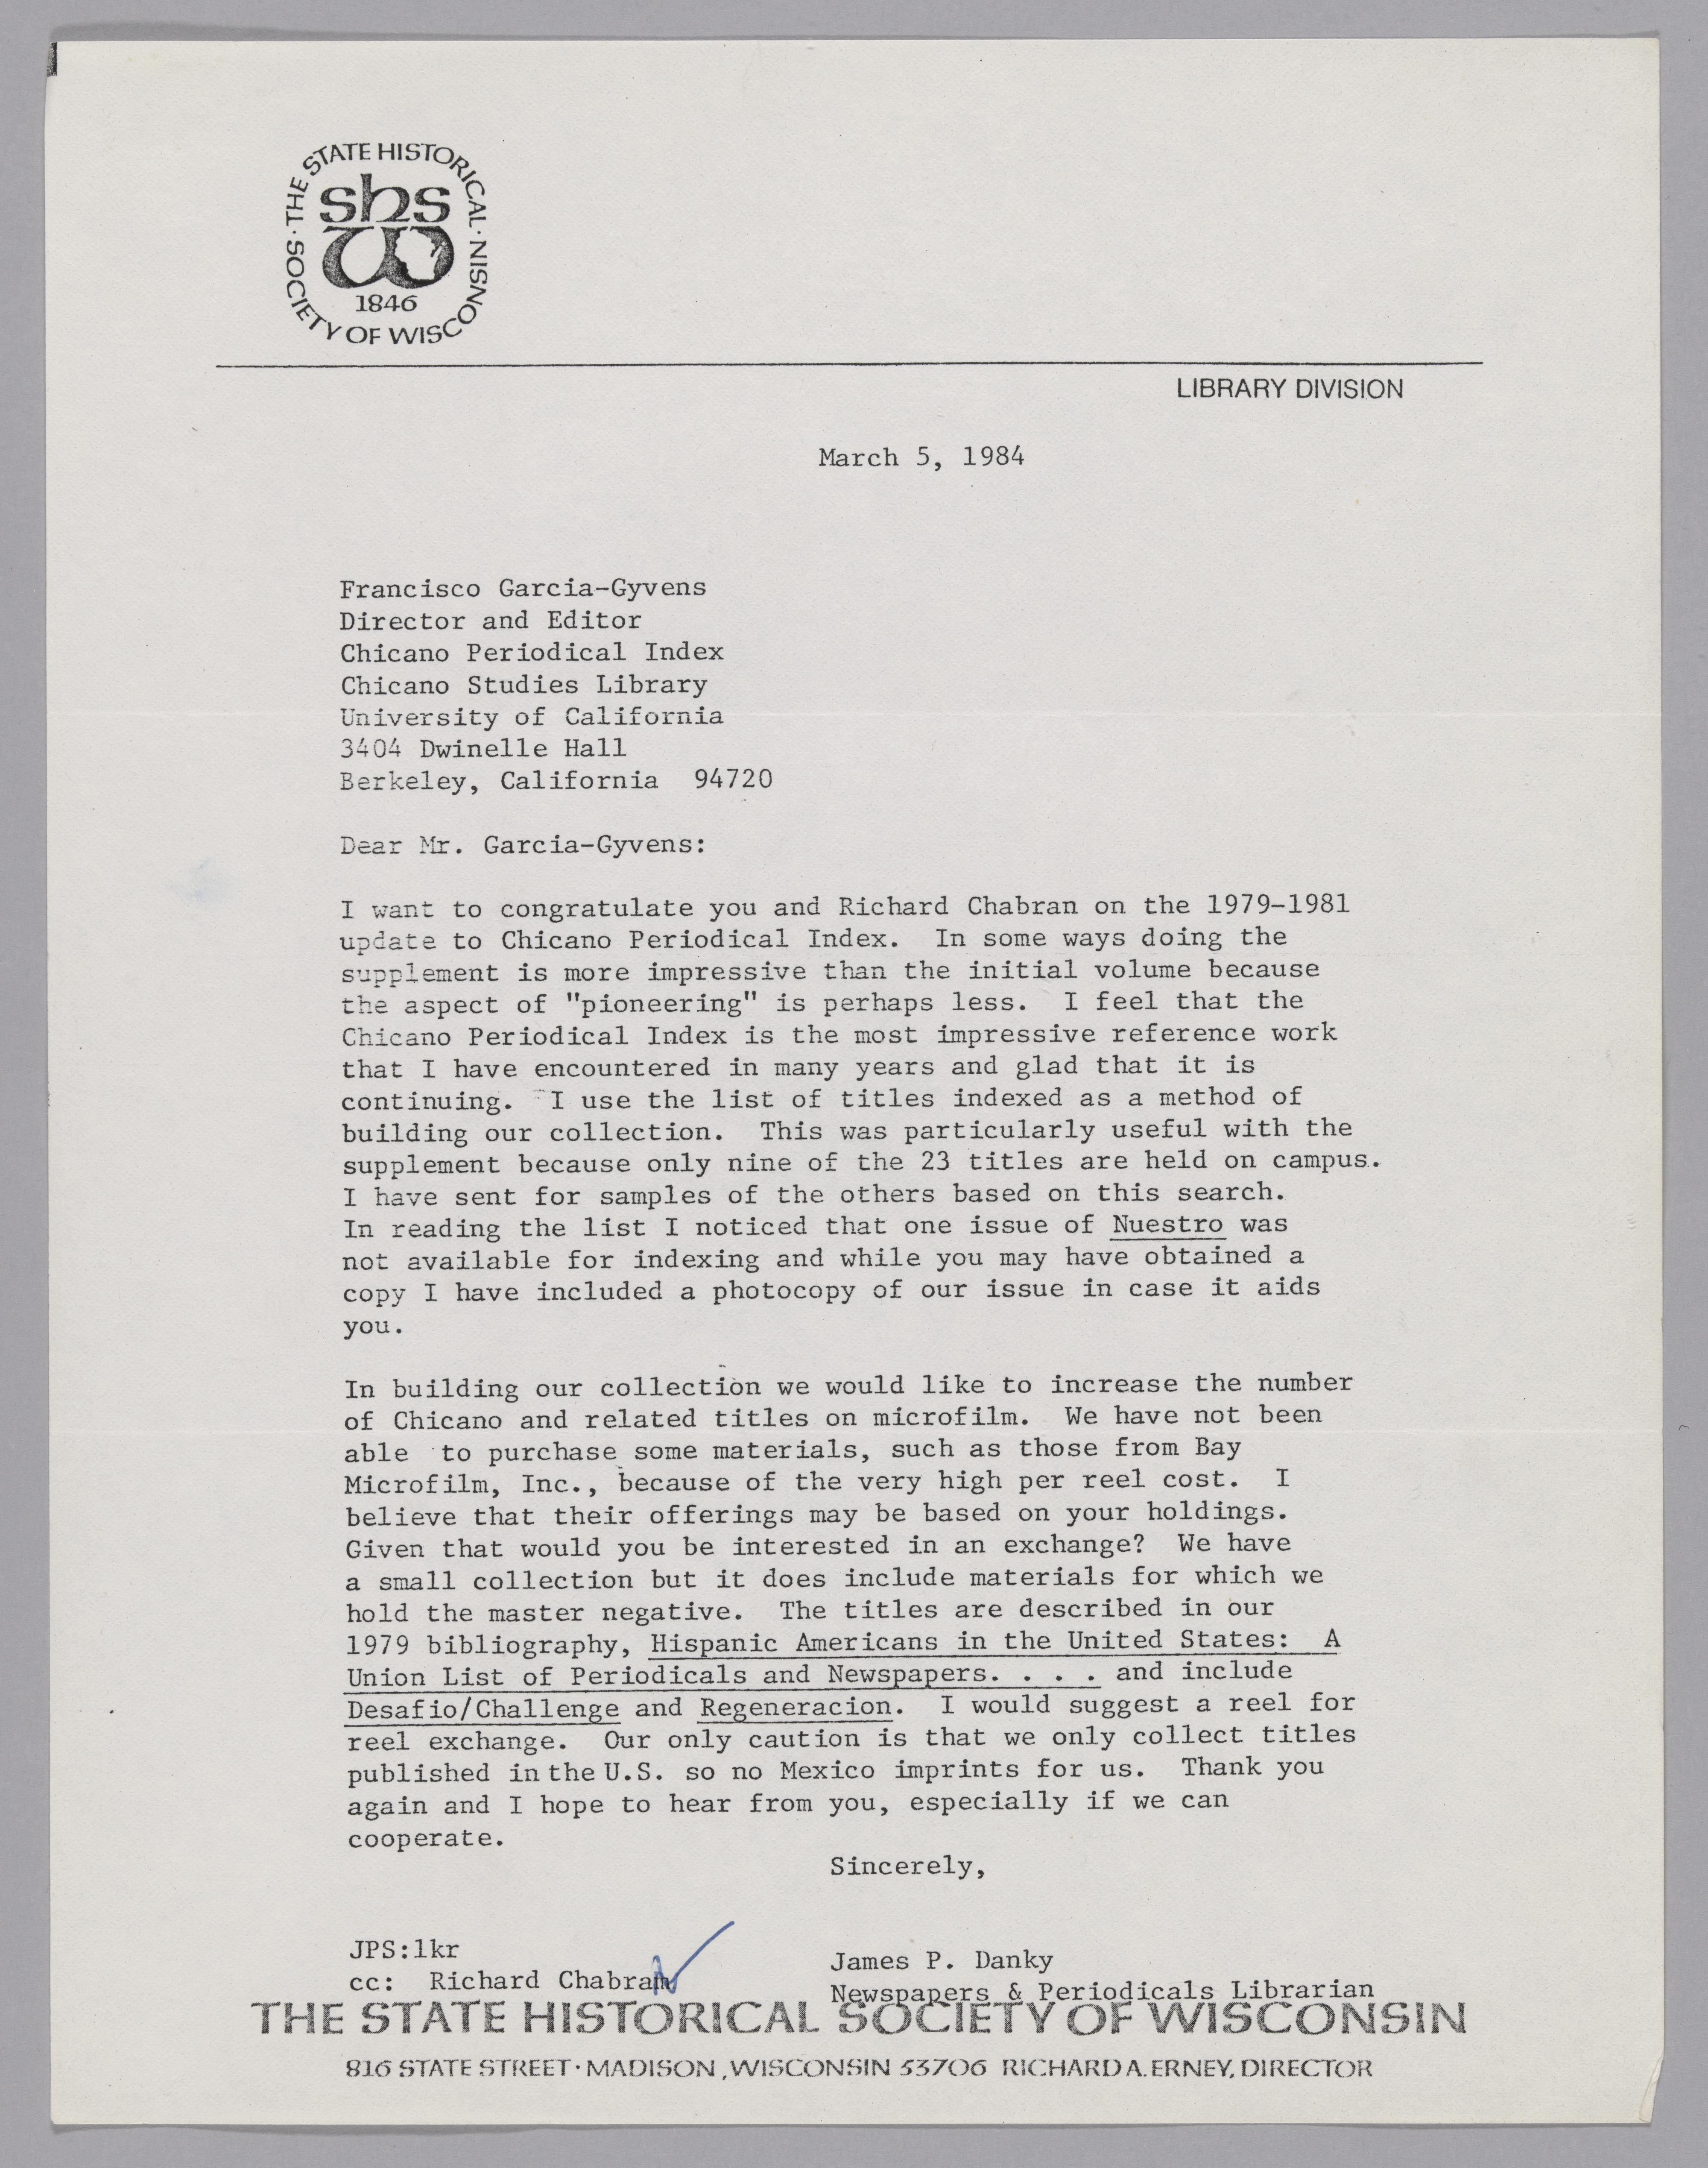 · THE STATE HISTORICAL ·
SOCIETY OF WISCONSIN
shs
w
1846
LIBRARY DIVISION
March 5, 1984
Francisco Garcia-Gyvens
Director and Editor
Chicano Periodical Index
Chicano Studies Library
University of California
3404 Dwinelle Hall
Berkeley, California 94720
Dear Mr. Garcia-Gyvens:
I want to congratulate you and Richard Chabran on the 1979-1981
update to Chicano Periodical Index. In some ways doing the
supplement is more impressive than the initial volume because
the aspect of "pioneering" is perhaps less. I feel that the
Chicano Periodical Index is the most impressive reference work
that I have encountered in many years and glad that it is
continuing. I use the list of titles indexed as a method of
building our collection. This was particularly useful with the
supplement because only nine of the 23 titles are held on campus.
I have sent for samples of the others based on this search.
In reading the list I noticed that one issue of Nuestro was
not available for indexing and while you may have obtained a
copy I have included a photocopy of our issue in case it aids
you.
In building our collection we would like to increase the number
of Chicano and related titles on microfilm. We have not been
able to purchase some materials, such as those from Bay
Microfilm, Inc., because of the very high per reel cost. I
believe that their offerings may be based on your holdings.
Given that would you be interested in an exchange? We have
a small collection but it does include materials for which we
hold the master negative. The titles are described in our
1979 bibliography, Hispanic Americans in the United States: A
Union List of Periodicals and Newspapers. . . . and include
Desafio/Challenge and Regeneracion. I would suggest a reel for
reel exchange. Our only caution is that we only collect titles
published in the U.S. so no Mexico imprints for us. Thank you
again and I hope to hear from you, especially if we can
cooperate.
Sincerely,
JPS:lkr
cc: Richard Chabran
James P. Danky
Newspapers & Periodicals Librarian
THE STATE HISTORICAL SOCIETY OF WISCONSIN
816 STATE STREET · MADISON, WISCONSIN 53706 RICHARD A. ERNEY, DIRECTOR